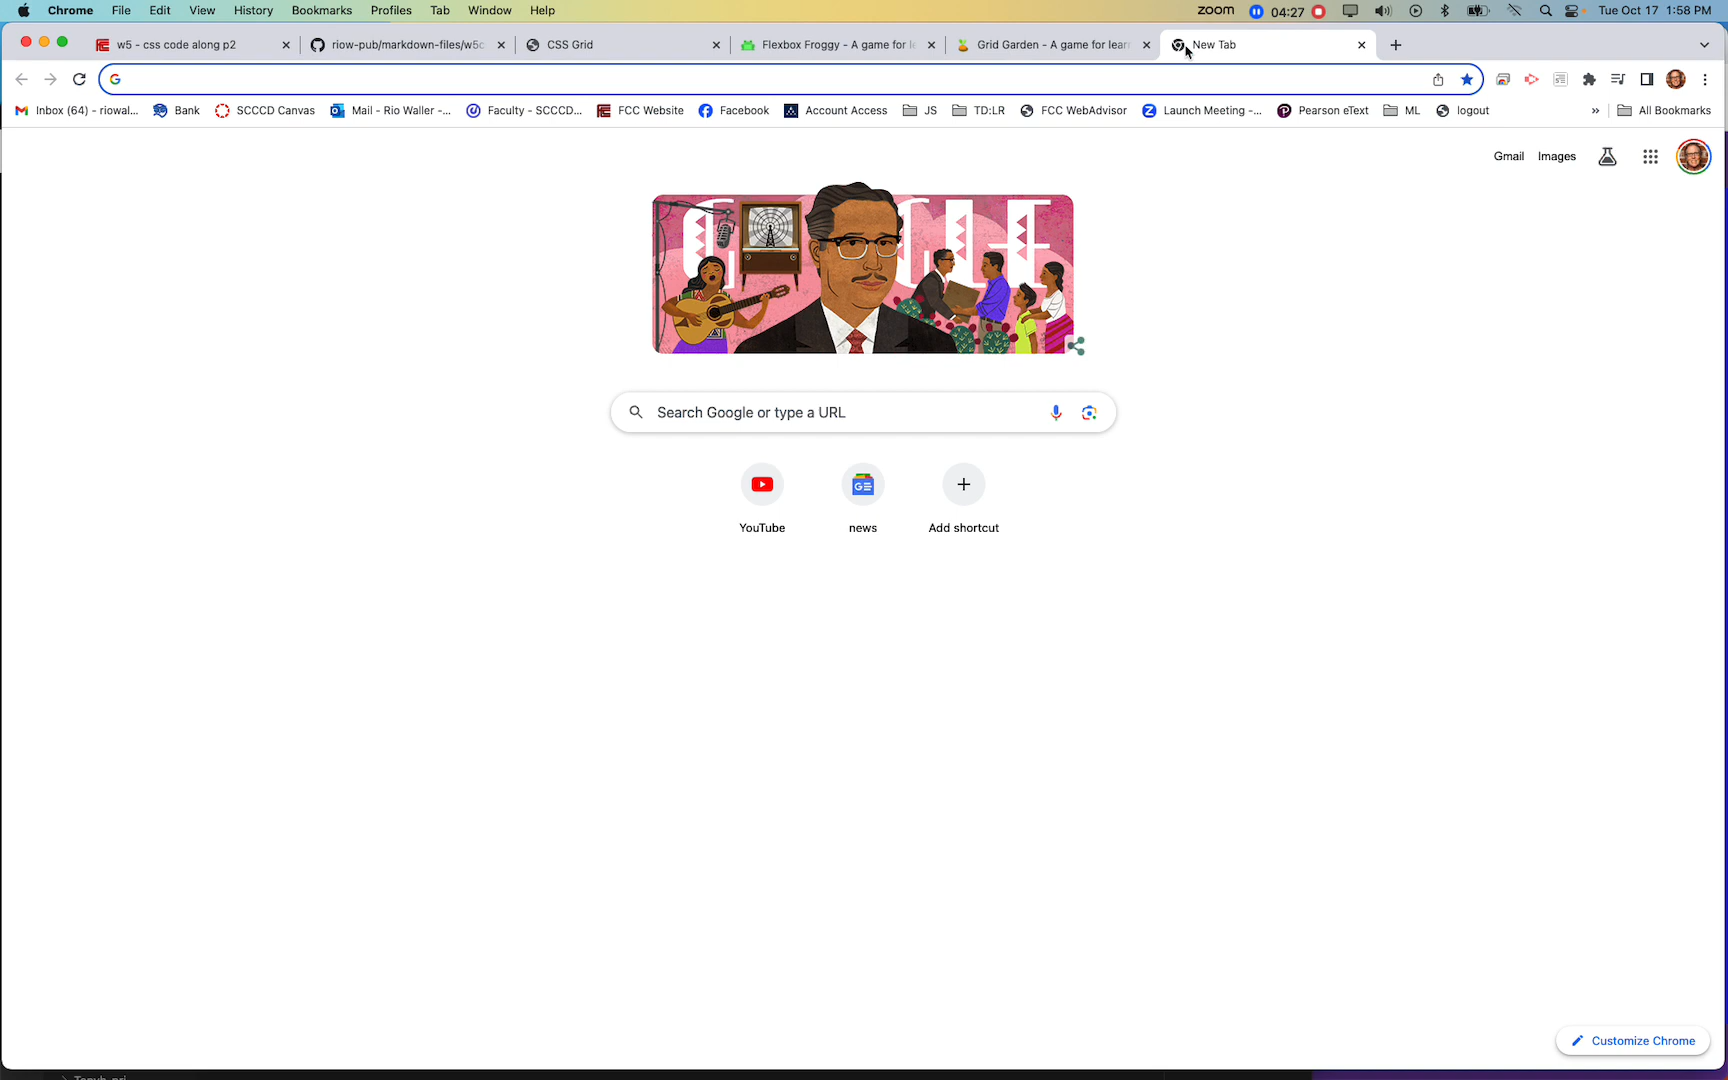 Chrome File Edit View History Bookmarks Profiles Tab Window Help zoom 04:27 Tue Oct 17 1:58 PM
w5 - css code along p2 riow-pub/markdown-files/w5c CSS Grid Flexbox Froggy - A game for le Grid Garden - A game for lear New Tab
Inbox (64) - riowal... Bank SCCCD Canvas Mail - Rio Waller -... Faculty - SCCCD... FCC Website Facebook Account Access JS TD:LR FCC WebAdvisor Launch Meeting -... Pearson eText ML logout » All Bookmarks
Gmail Images
Search Google or type a URL
YouTube news Add shortcut
Customize Chrome